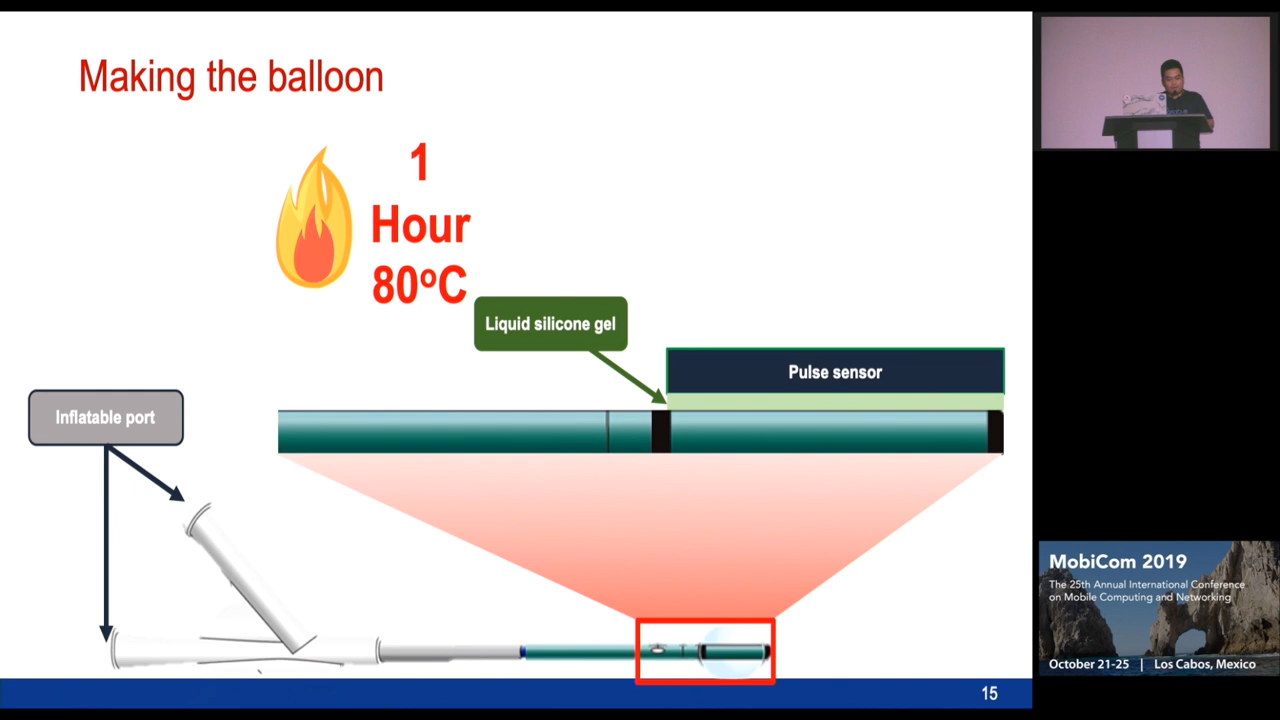 Making the balloon
1
Hour
80ºC
Liquid silicone gel
Pulse sensor
Inflatable port
15
MobiCom 2019
The 25th Annual International Conference
on Mobile Computing and Networking
October 21-25 | Los Cabos, Mexico